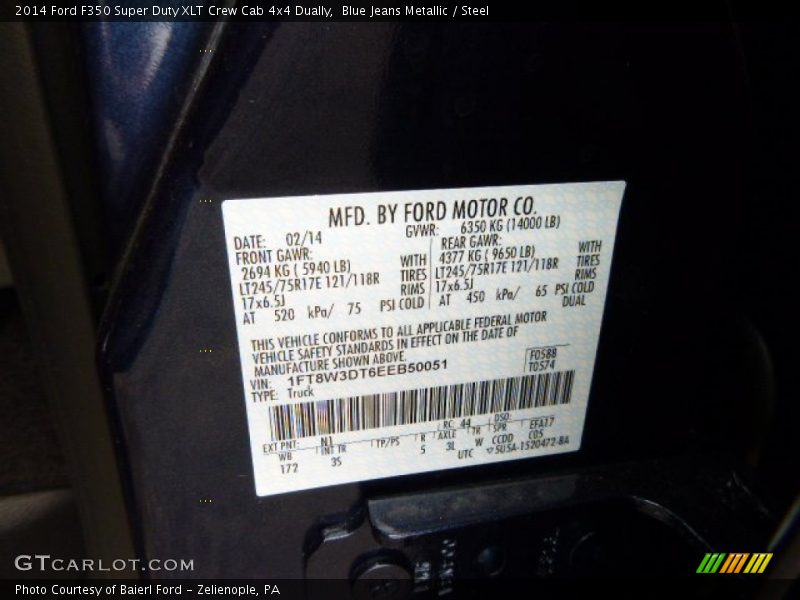 2014 Ford F350 Super Duty XLT Crew Cab 4x4 Dually,  Blue Jeans Metallic / Steel
MFD. BY FORD MOTOR CO.
DATE: 02/14 GVWR: 6350 KG (14000 LB)
FRONT GAWR: REAR GAWR:
2694 KG ( 5940 LB) WITH 4377 KG ( 9650 LB) WITH
LT245/75R17E 121/118R TIRES LT245/75R17E 121/118R TIRES
17x6.5J RIMS 17x6.5J RIMS
AT 520 kPa/ 75 PSI COLD AT 450 kPa/ 65 PSI COLD
DUAL
THIS VEHICLE CONFORMS TO ALL APPLICABLE FEDERAL MOTOR
VEHICLE SAFETY STANDARDS IN EFFECT ON THE DATE OF
MANUFACTURE SHOWN ABOVE.
VIN: 1FT8W3DT6EEB50051 F0588
TYPE: Truck T0574
EXT PNT: N1 RC: 44 DSO: EFA17
WB INT TR TP/PS R AXLE TR SPR C05
172 3S 5 3L W CCDD
UTC ▽5U5A-1520472-BA
GTCARLOT.COM
Photo Courtesy of Baierl Ford - Zelienople, PA